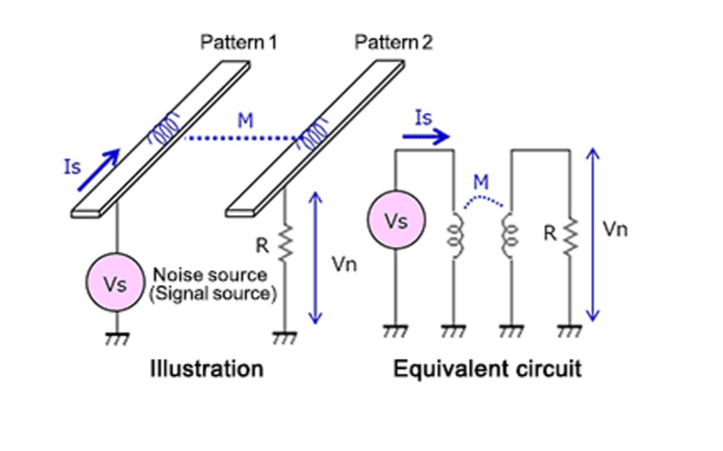 Pattern 1
Pattern 2
M
Is
R
Vn
Vs
Noise source
(Signal source)
Illustration
Is
M
Vs
R
Vn
Equivalent circuit